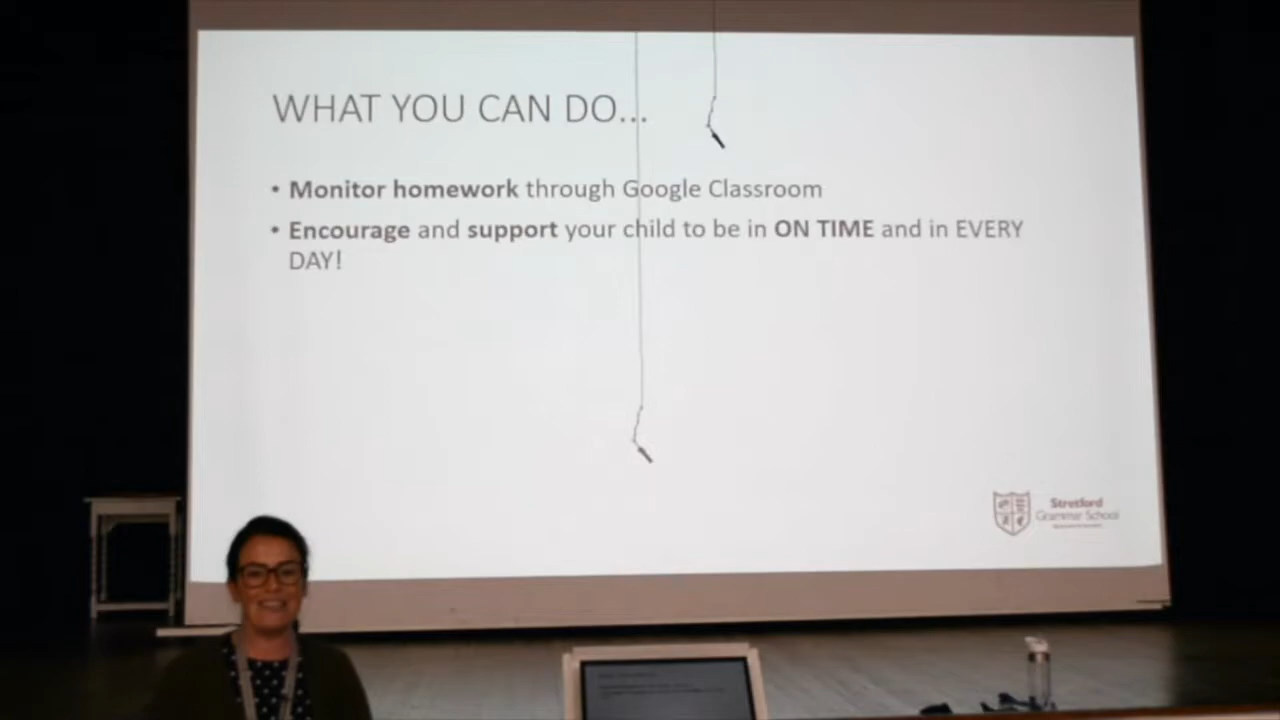 WHAT YOU CAN DO...
• Monitor homework through Google Classroom
• Encourage and support your child to be in ON TIME and in EVERY
DAY!
Stretford
Grammar School